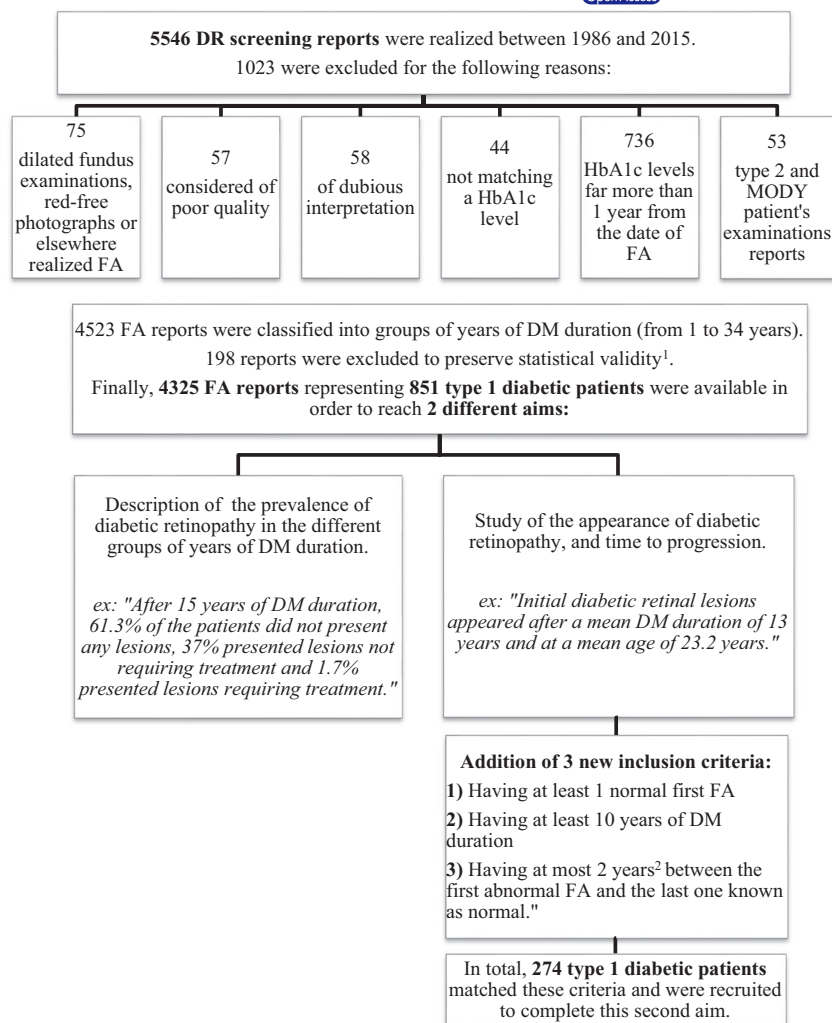 5546 DR screening reports were realized between 1986 and 2015.
1023 were excluded for the following reasons:
75
dilated fundus
examinations,
red-free
photographs or
elsewhere
realized FA
57
considered of
poor quality
58
of dubious
interpretation
44
not matching
a HbA1c
level
736
HbA1c levels
far more than
1 year from
the date of
FA
53
type 2 and
MODY
patient's
examinations
reports
4523 FA reports were classified into groups of years of DM duration (from 1 to 34 years).
198 reports were excluded to preserve statistical validity¹.
Finally, 4325 FA reports representing 851 type 1 diabetic patients were available in
order to reach 2 different aims:
Description of the prevalence of
diabetic retinopathy in the different
groups of years of DM duration.
ex: "After 15 years of DM duration,
61.3% of the patients did not present
any lesions, 37% presented lesions not
requiring treatment and 1.7%
presented lesions requiring treatment."
Study of the appearance of diabetic
retinopathy, and time to progression.
ex: "Initial diabetic retinal lesions
appeared after a mean DM duration of 13
years and at a mean age of 23.2 years."
Addition of 3 new inclusion criteria:
1) Having at least 1 normal first FA
2) Having at least 10 years of DM
duration
3) Having at most 2 years² between the
first abnormal FA and the last one known
as normal."
In total, 274 type 1 diabetic patients
matched these criteria and were recruited
to complete this second aim.